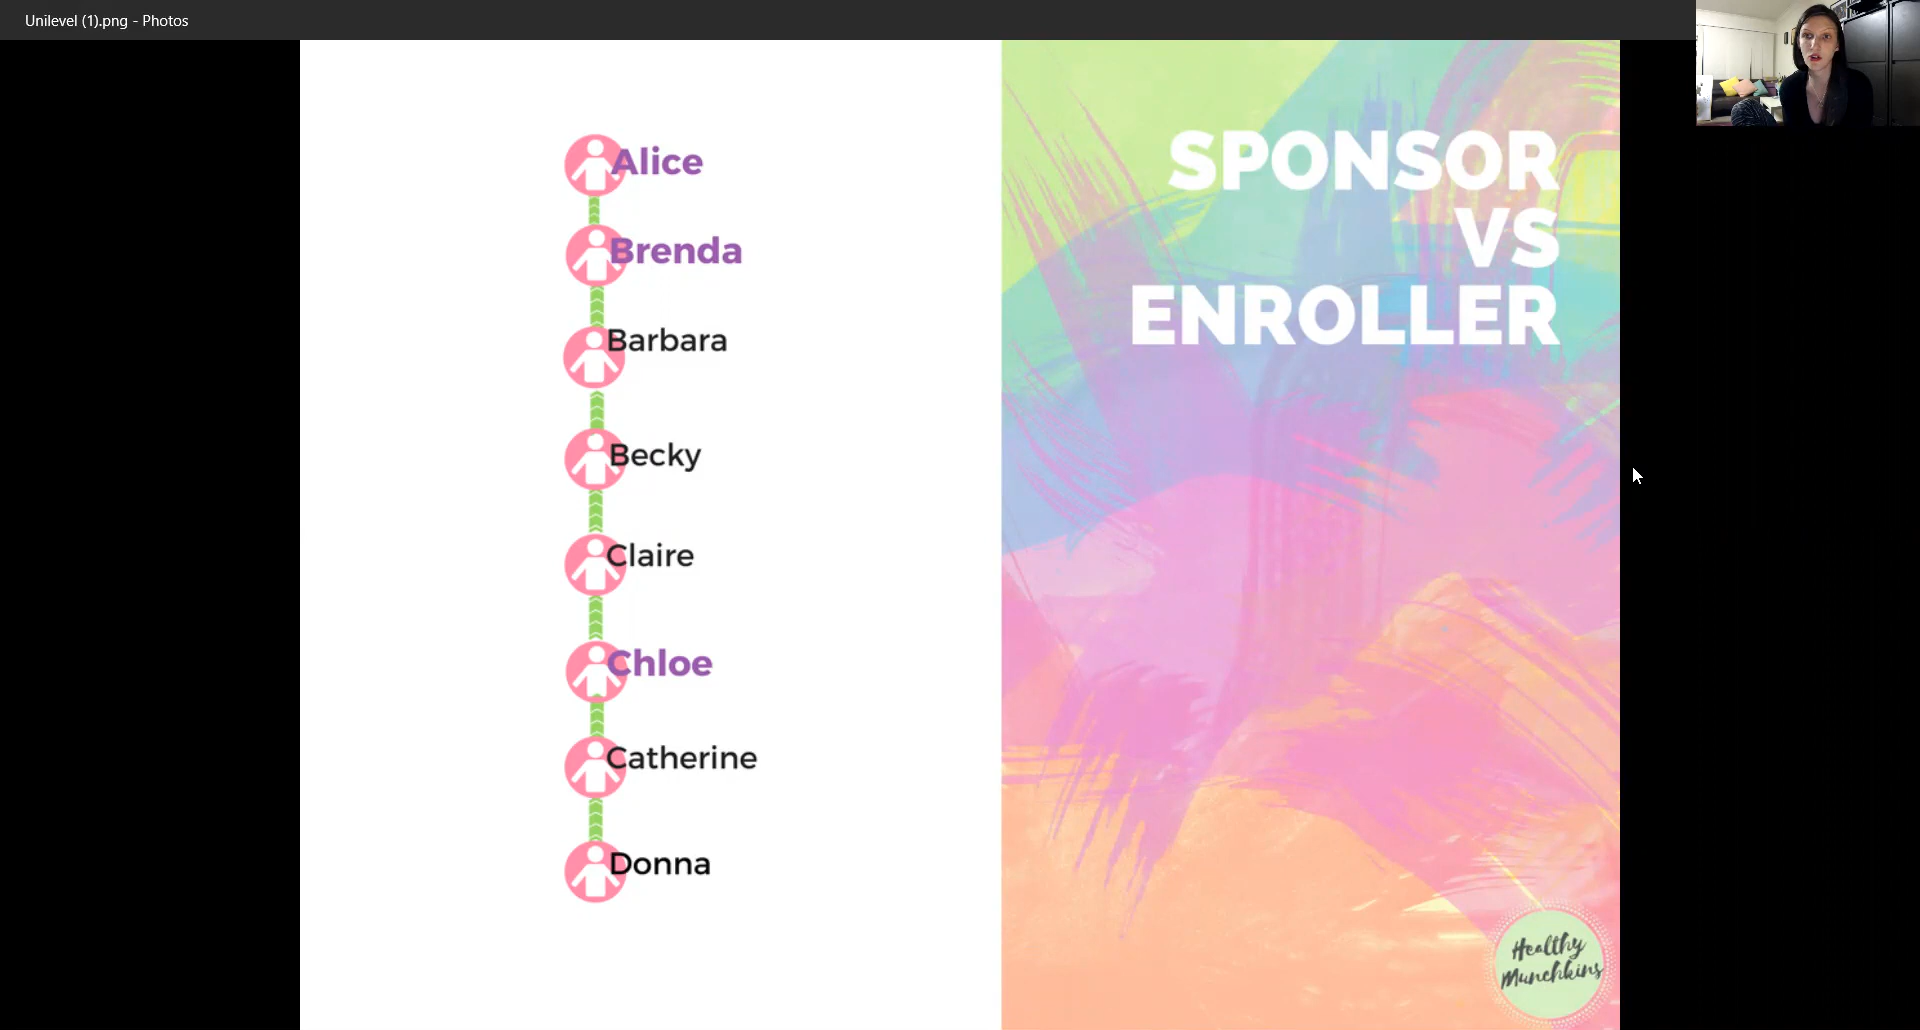 Unilevel (1).png - Photos
Alice
Brenda
Barbara
Becky
Claire
Chloe
Catherine
Donna
SPONSOR
VS
ENROLLER
Healthy
Munchkins